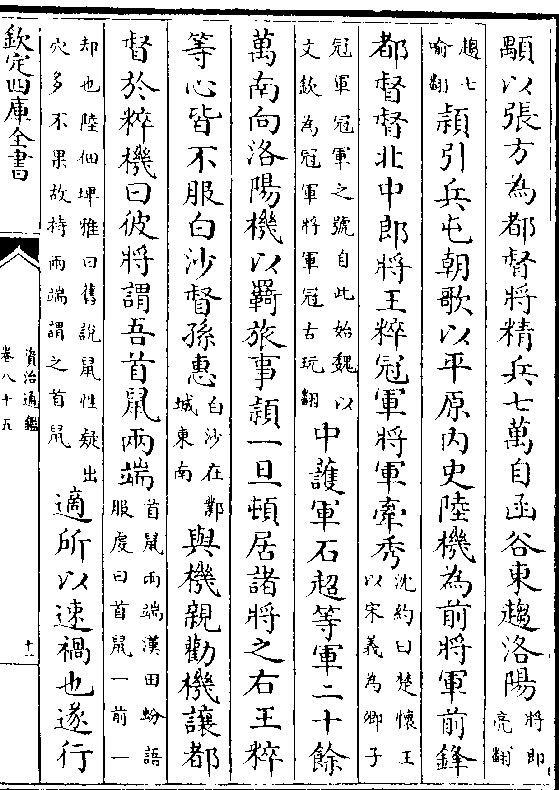 顒以張方為都督將精兵七萬自函谷東趨洛陽將即亮翻
趨七喻翻頴引兵屯朝歌以平原内史陸機為前將軍前鋒
都督督北中郎將王粹冠軍將軍牽秀沈約曰楚懷王以宋義為卿子
冠軍冠軍之號自此始魏以文欽為冠軍將軍冠古玩翻中護軍石超等軍二十餘
萬南向洛陽機以羇旅事頴一旦頓居諸將之右王粹
等心皆不服白沙督孫惠白沙在鄴城東南與機親勸機讓都
督於粹機曰彼將謂吾首鼠兩端首鼠兩端漢田蚡語服虔曰首鼠一前一
却也陸佃埤雅曰舊說鼠性疑出穴多不果故持兩端謂之首鼠適所以速禍也遂行
欽定四庫全書
資治通鑑
卷八十五
十一